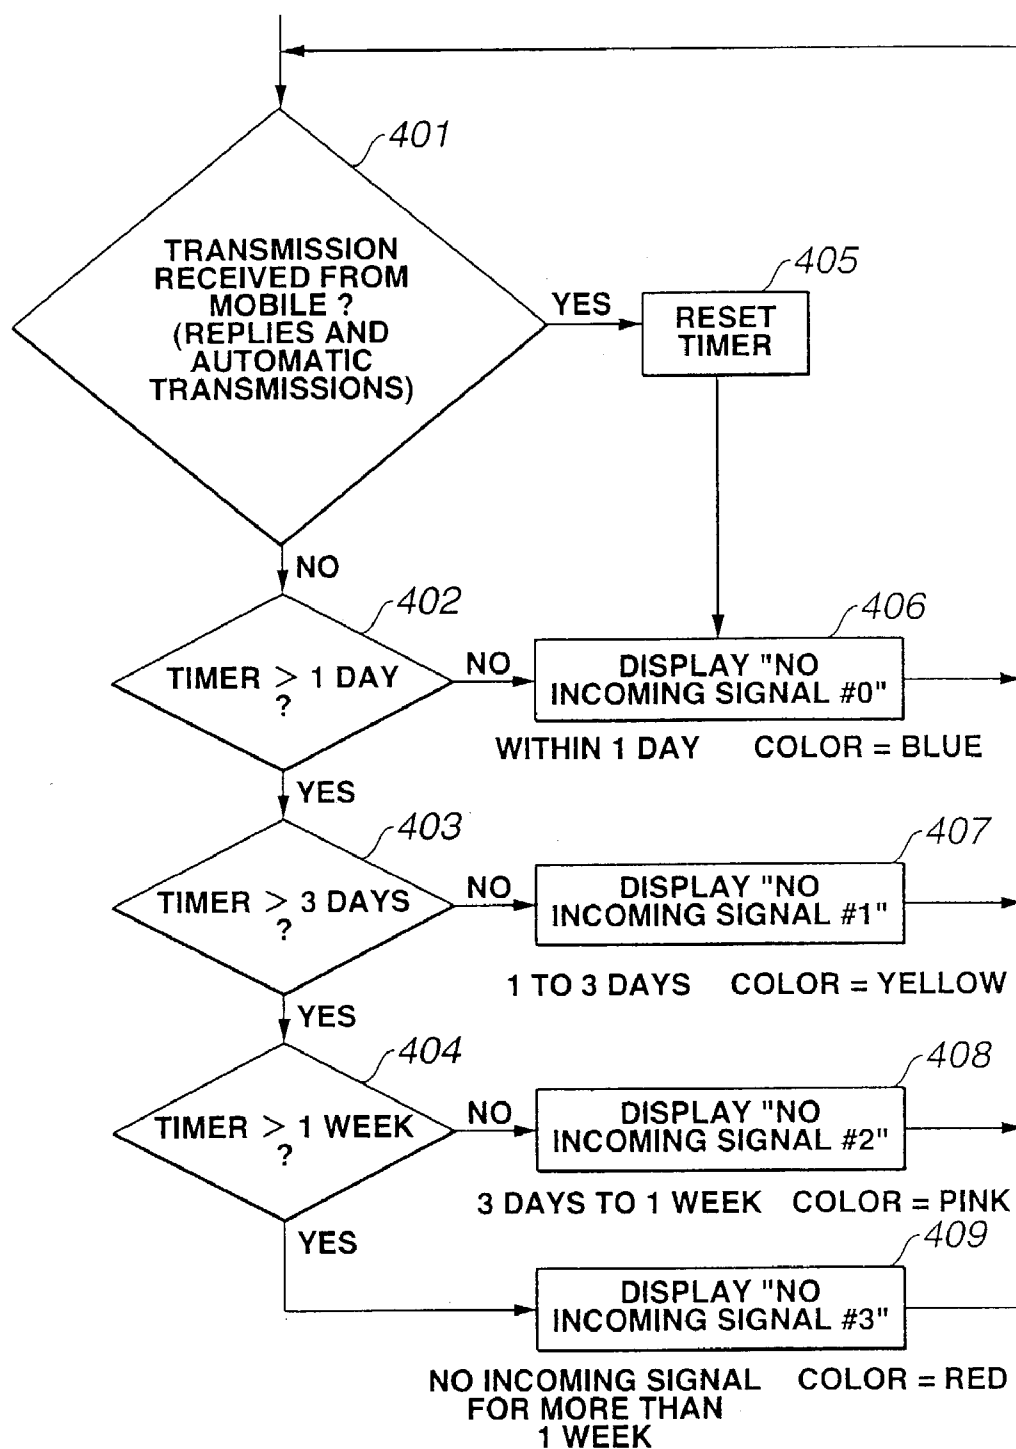 401
TRANSMISSION
RECEIVED FROM
MOBILE ?
(REPLIES AND
AUTOMATIC
TRANSMISSIONS)
YES
405
RESET
TIMER
NO
402
TIMER > 1 DAY
?
NO
406
DISPLAY "NO
INCOMING SIGNAL #0"
WITHIN 1 DAY COLOR = BLUE
YES
403
TIMER > 3 DAYS
?
NO
407
DISPLAY "NO
INCOMING SIGNAL #1"
1 TO 3 DAYS COLOR = YELLOW
YES
404
TIMER > 1 WEEK
?
NO
408
DISPLAY "NO
INCOMING SIGNAL #2"
3 DAYS TO 1 WEEK COLOR = PINK
YES
409
DISPLAY "NO
INCOMING SIGNAL #3"
NO INCOMING SIGNAL COLOR = RED
FOR MORE THAN
1 WEEK